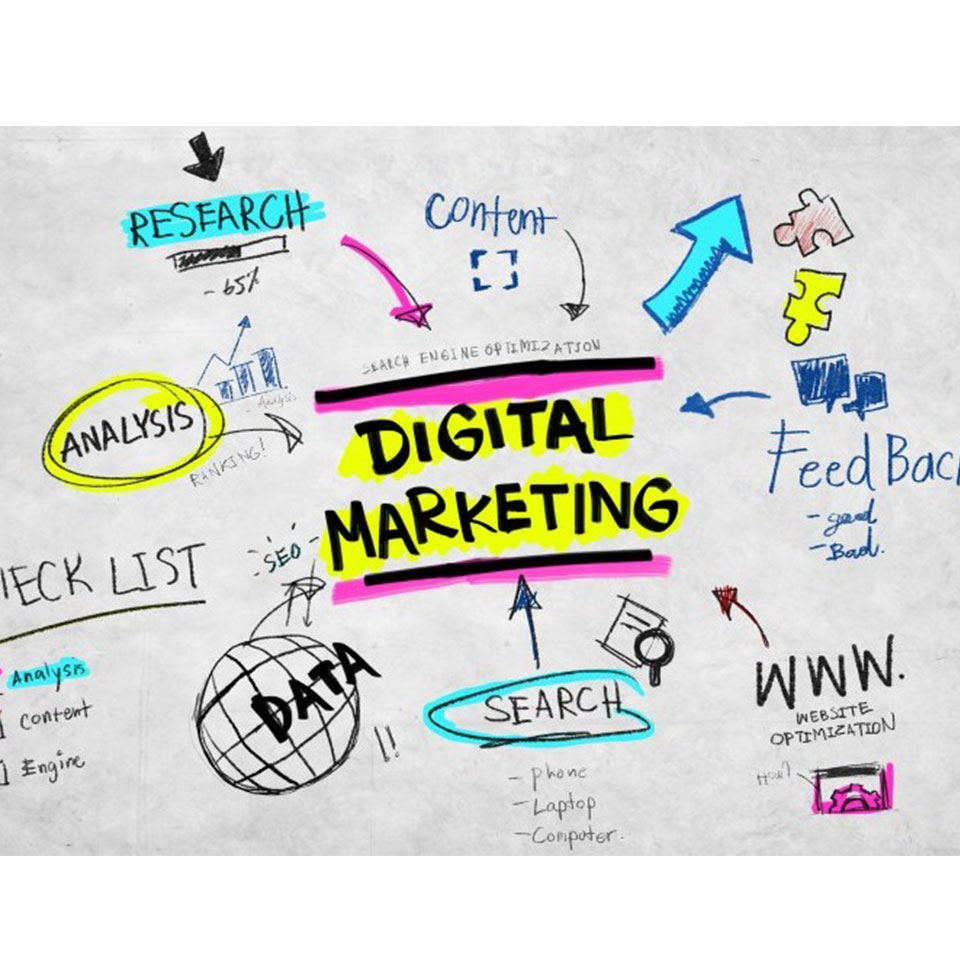 RESEARCH
- 65%
Content
SEARCH ENGINE OPTIMIZATION
DIGITAL
MARKETING
- Analysis
ANALYSIS
RANKING!
FeedBac
- good
- Bad.
SEO
HECK LIST
Analysis
Content
Engine
DATA
!!
SEARCH
- phone
- Laptop
- Computer.
WWW.
WEBSITE
OPTIMIZATION
How?